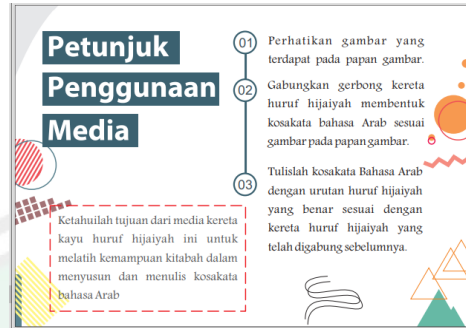 Petunjuk
Penggunaan
Media
Ketahuilah tujuan dari media kereta
kayu huruf hijaiyah ini untuk
melatih kemampuan kitabah dalam
menyusun dan menulis kosakata
bahasa Arab
01
Perhatikan gambar yang
terdapat pada papan gambar.
02
Gabungkan gerbong kereta
huruf hijaiyah membentuk
kosakata bahasa Arab sesuai
gambar pada papan gambar.
03
Tulislah kosakata Bahasa Arab
dengan urutan huruf hijaiyah
yang benar sesuai dengan
kereta huruf hijaiyah yang
telah digabung sebelumnya.